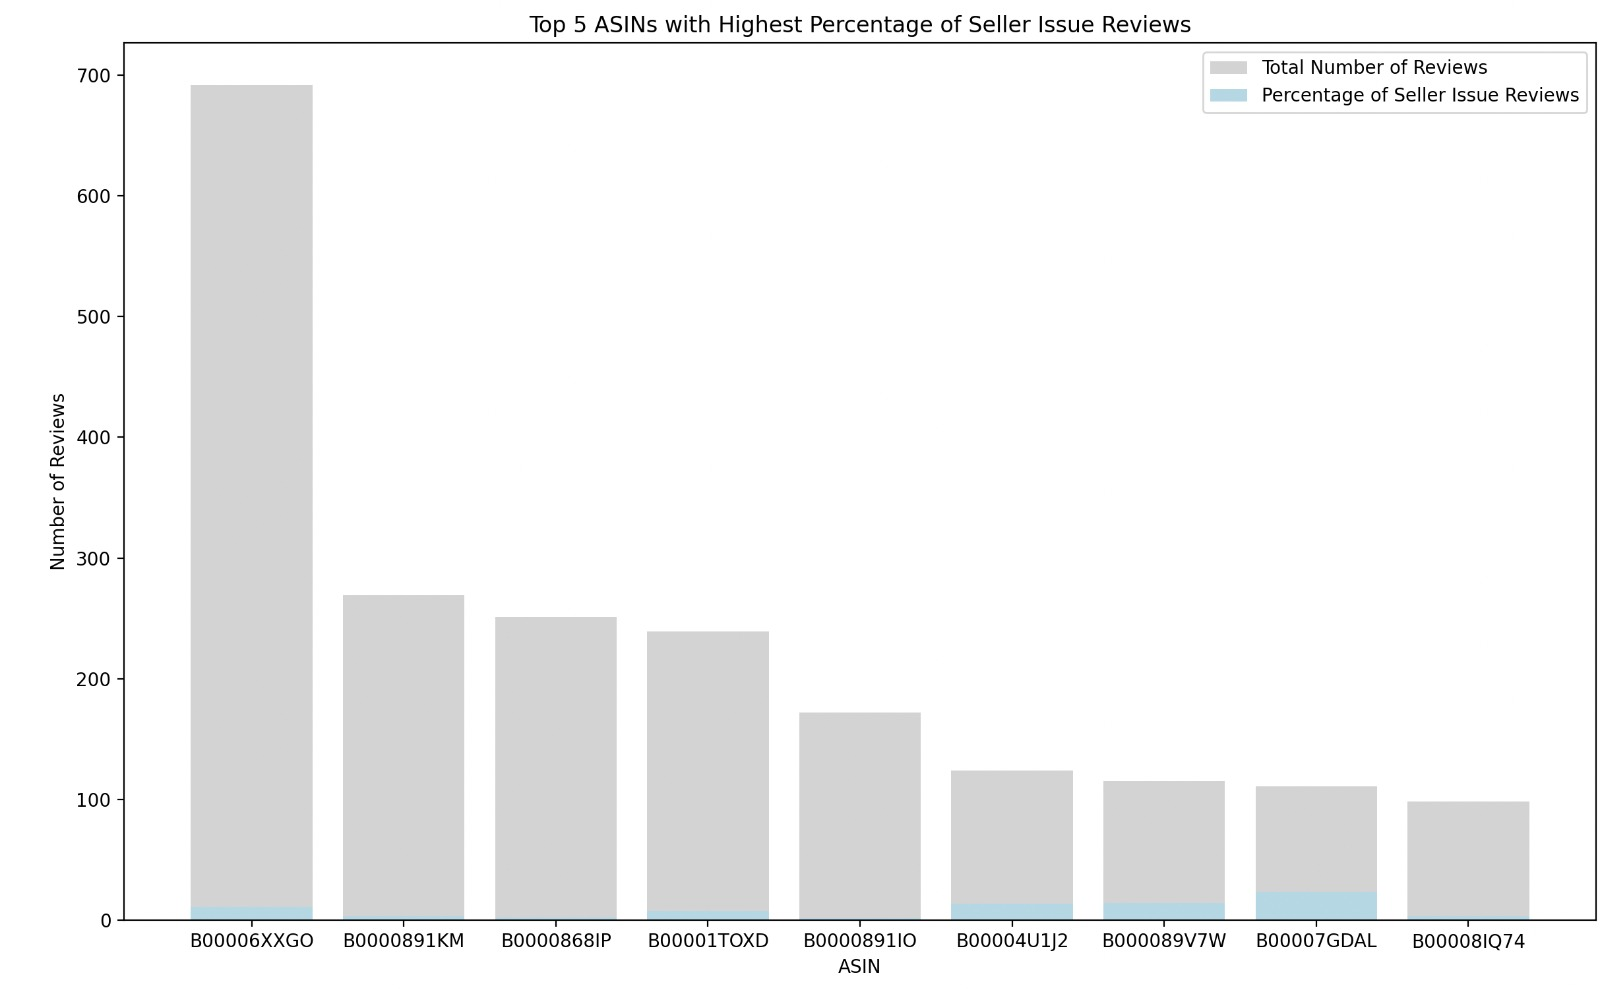 Top 5 ASINs with Highest Percentage of Seller Issue Reviews
Total Number of Reviews
Percentage of Seller Issue Reviews
700
600
500
400
300
200
100
0
Number of Reviews
B00006XXGO B0000891KM B0000868IP B00001TOXD B0000891IO B00004U1J2 B000089V7W B00007GDAL B00008IQ74
ASIN